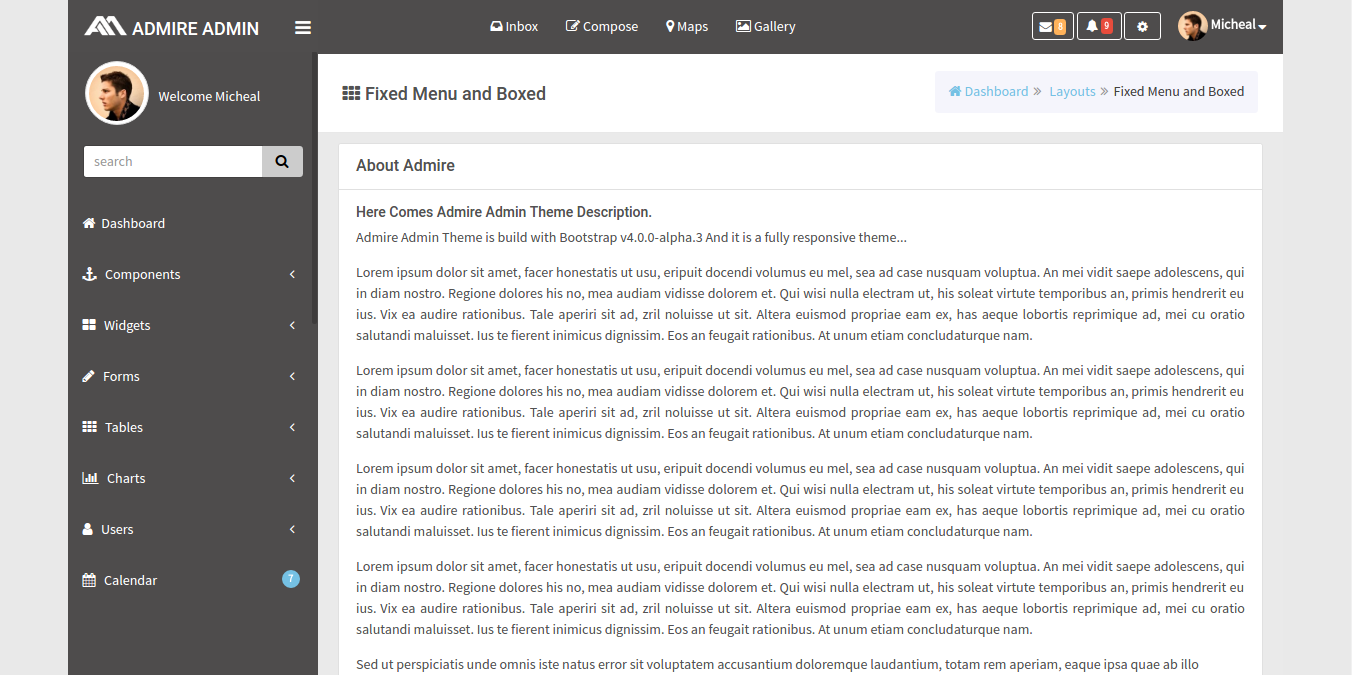 ADMIRE ADMIN
Inbox
Compose
Maps
Gallery
8
9
Micheal
Welcome Micheal
search
Dashboard
Components
Widgets
Forms
Tables
Charts
Users
Calendar
7
Fixed Menu and Boxed
Dashboard » Layouts » Fixed Menu and Boxed
About Admire
Here Comes Admire Admin Theme Description.
Admire Admin Theme is build with Bootstrap v4.0.0-alpha.3 And it is a fully responsive theme...
Lorem ipsum dolor sit amet, facer honestatis ut usu, eripuit docendi volumus eu mel, sea ad case nusquam voluptua. An mei vidit saepe adolescens, qui
in diam nostro. Regione dolores his no, mea audiam vidisse dolorem et. Qui wisi nulla electram ut, his soleat virtute temporibus an, primis hendrerit eu
ius. Vix ea audire rationibus. Tale aperiri sit ad, zril noluisse ut sit. Altera euismod propriae eam ex, has aeque lobortis reprimique ad, mei cu oratio
salutandi maluisset. Ius te fierent inimicus dignissim. Eos an feugait rationibus. At unum etiam concludaturque nam.
Lorem ipsum dolor sit amet, facer honestatis ut usu, eripuit docendi volumus eu mel, sea ad case nusquam voluptua. An mei vidit saepe adolescens, qui
in diam nostro. Regione dolores his no, mea audiam vidisse dolorem et. Qui wisi nulla electram ut, his soleat virtute temporibus an, primis hendrerit eu
ius. Vix ea audire rationibus. Tale aperiri sit ad, zril noluisse ut sit. Altera euismod propriae eam ex, has aeque lobortis reprimique ad, mei cu oratio
salutandi maluisset. Ius te fierent inimicus dignissim. Eos an feugait rationibus. At unum etiam concludaturque nam.
Lorem ipsum dolor sit amet, facer honestatis ut usu, eripuit docendi volumus eu mel, sea ad case nusquam voluptua. An mei vidit saepe adolescens, qui
in diam nostro. Regione dolores his no, mea audiam vidisse dolorem et. Qui wisi nulla electram ut, his soleat virtute temporibus an, primis hendrerit eu
ius. Vix ea audire rationibus. Tale aperiri sit ad, zril noluisse ut sit. Altera euismod propriae eam ex, has aeque lobortis reprimique ad, mei cu oratio
salutandi maluisset. Ius te fierent inimicus dignissim. Eos an feugait rationibus. At unum etiam concludaturque nam.
Lorem ipsum dolor sit amet, facer honestatis ut usu, eripuit docendi volumus eu mel, sea ad case nusquam voluptua. An mei vidit saepe adolescens, qui
in diam nostro. Regione dolores his no, mea audiam vidisse dolorem et. Qui wisi nulla electram ut, his soleat virtute temporibus an, primis hendrerit eu
ius. Vix ea audire rationibus. Tale aperiri sit ad, zril noluisse ut sit. Altera euismod propriae eam ex, has aeque lobortis reprimique ad, mei cu oratio
salutandi maluisset. Ius te fierent inimicus dignissim. Eos an feugait rationibus. At unum etiam concludaturque nam.
Sed ut perspiciatis unde omnis iste natus error sit voluptatem accusantium doloremque laudantium, totam rem aperiam, eaque ipsa quae ab illo